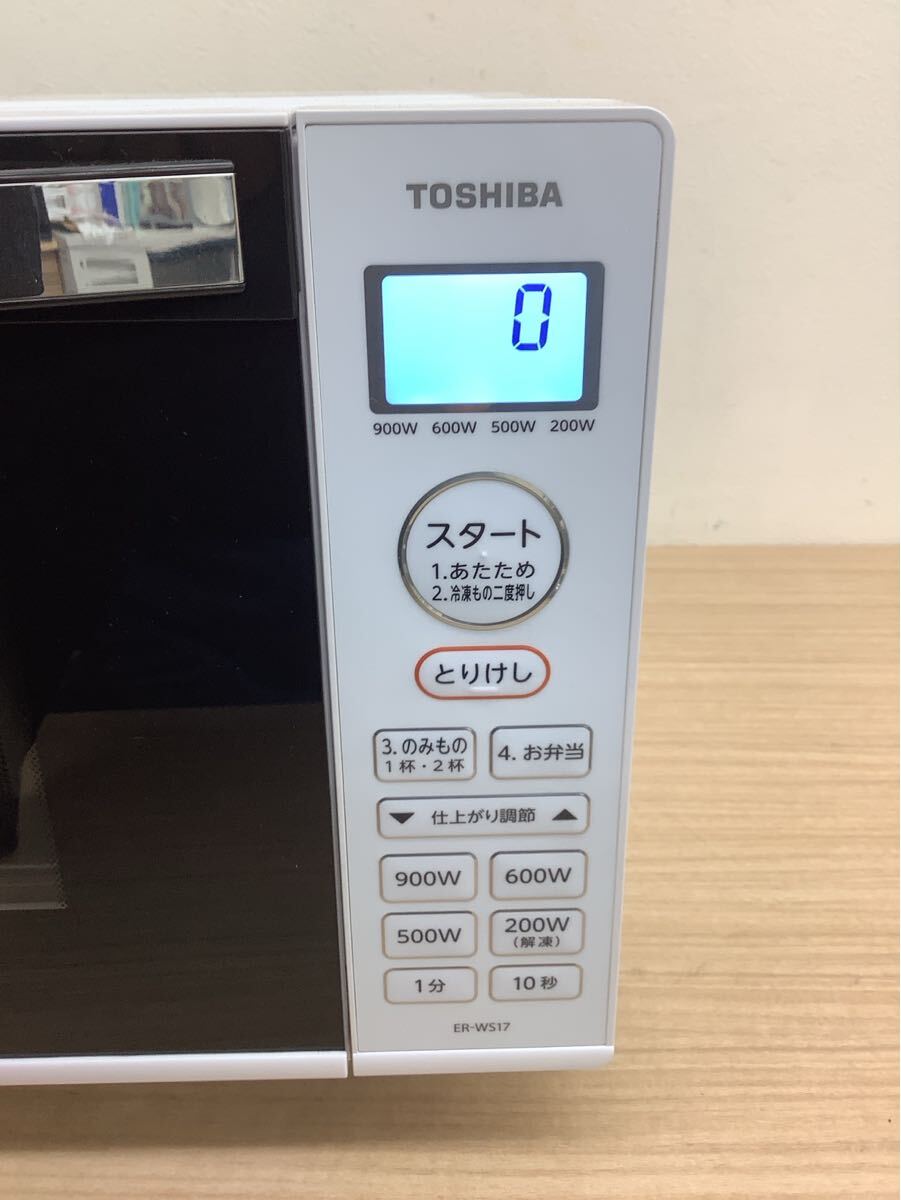 TOSHIBA
0
900W 600W 500W 200W
スタート
1.あたため
2.冷凍もの二度押し
とりけし
3.のみもの
1杯・2杯
4.お弁当
▼ 仕上がり調節 ▲
900W
600W
500W
200W
(解凍)
1分
10秒
ER-WS17